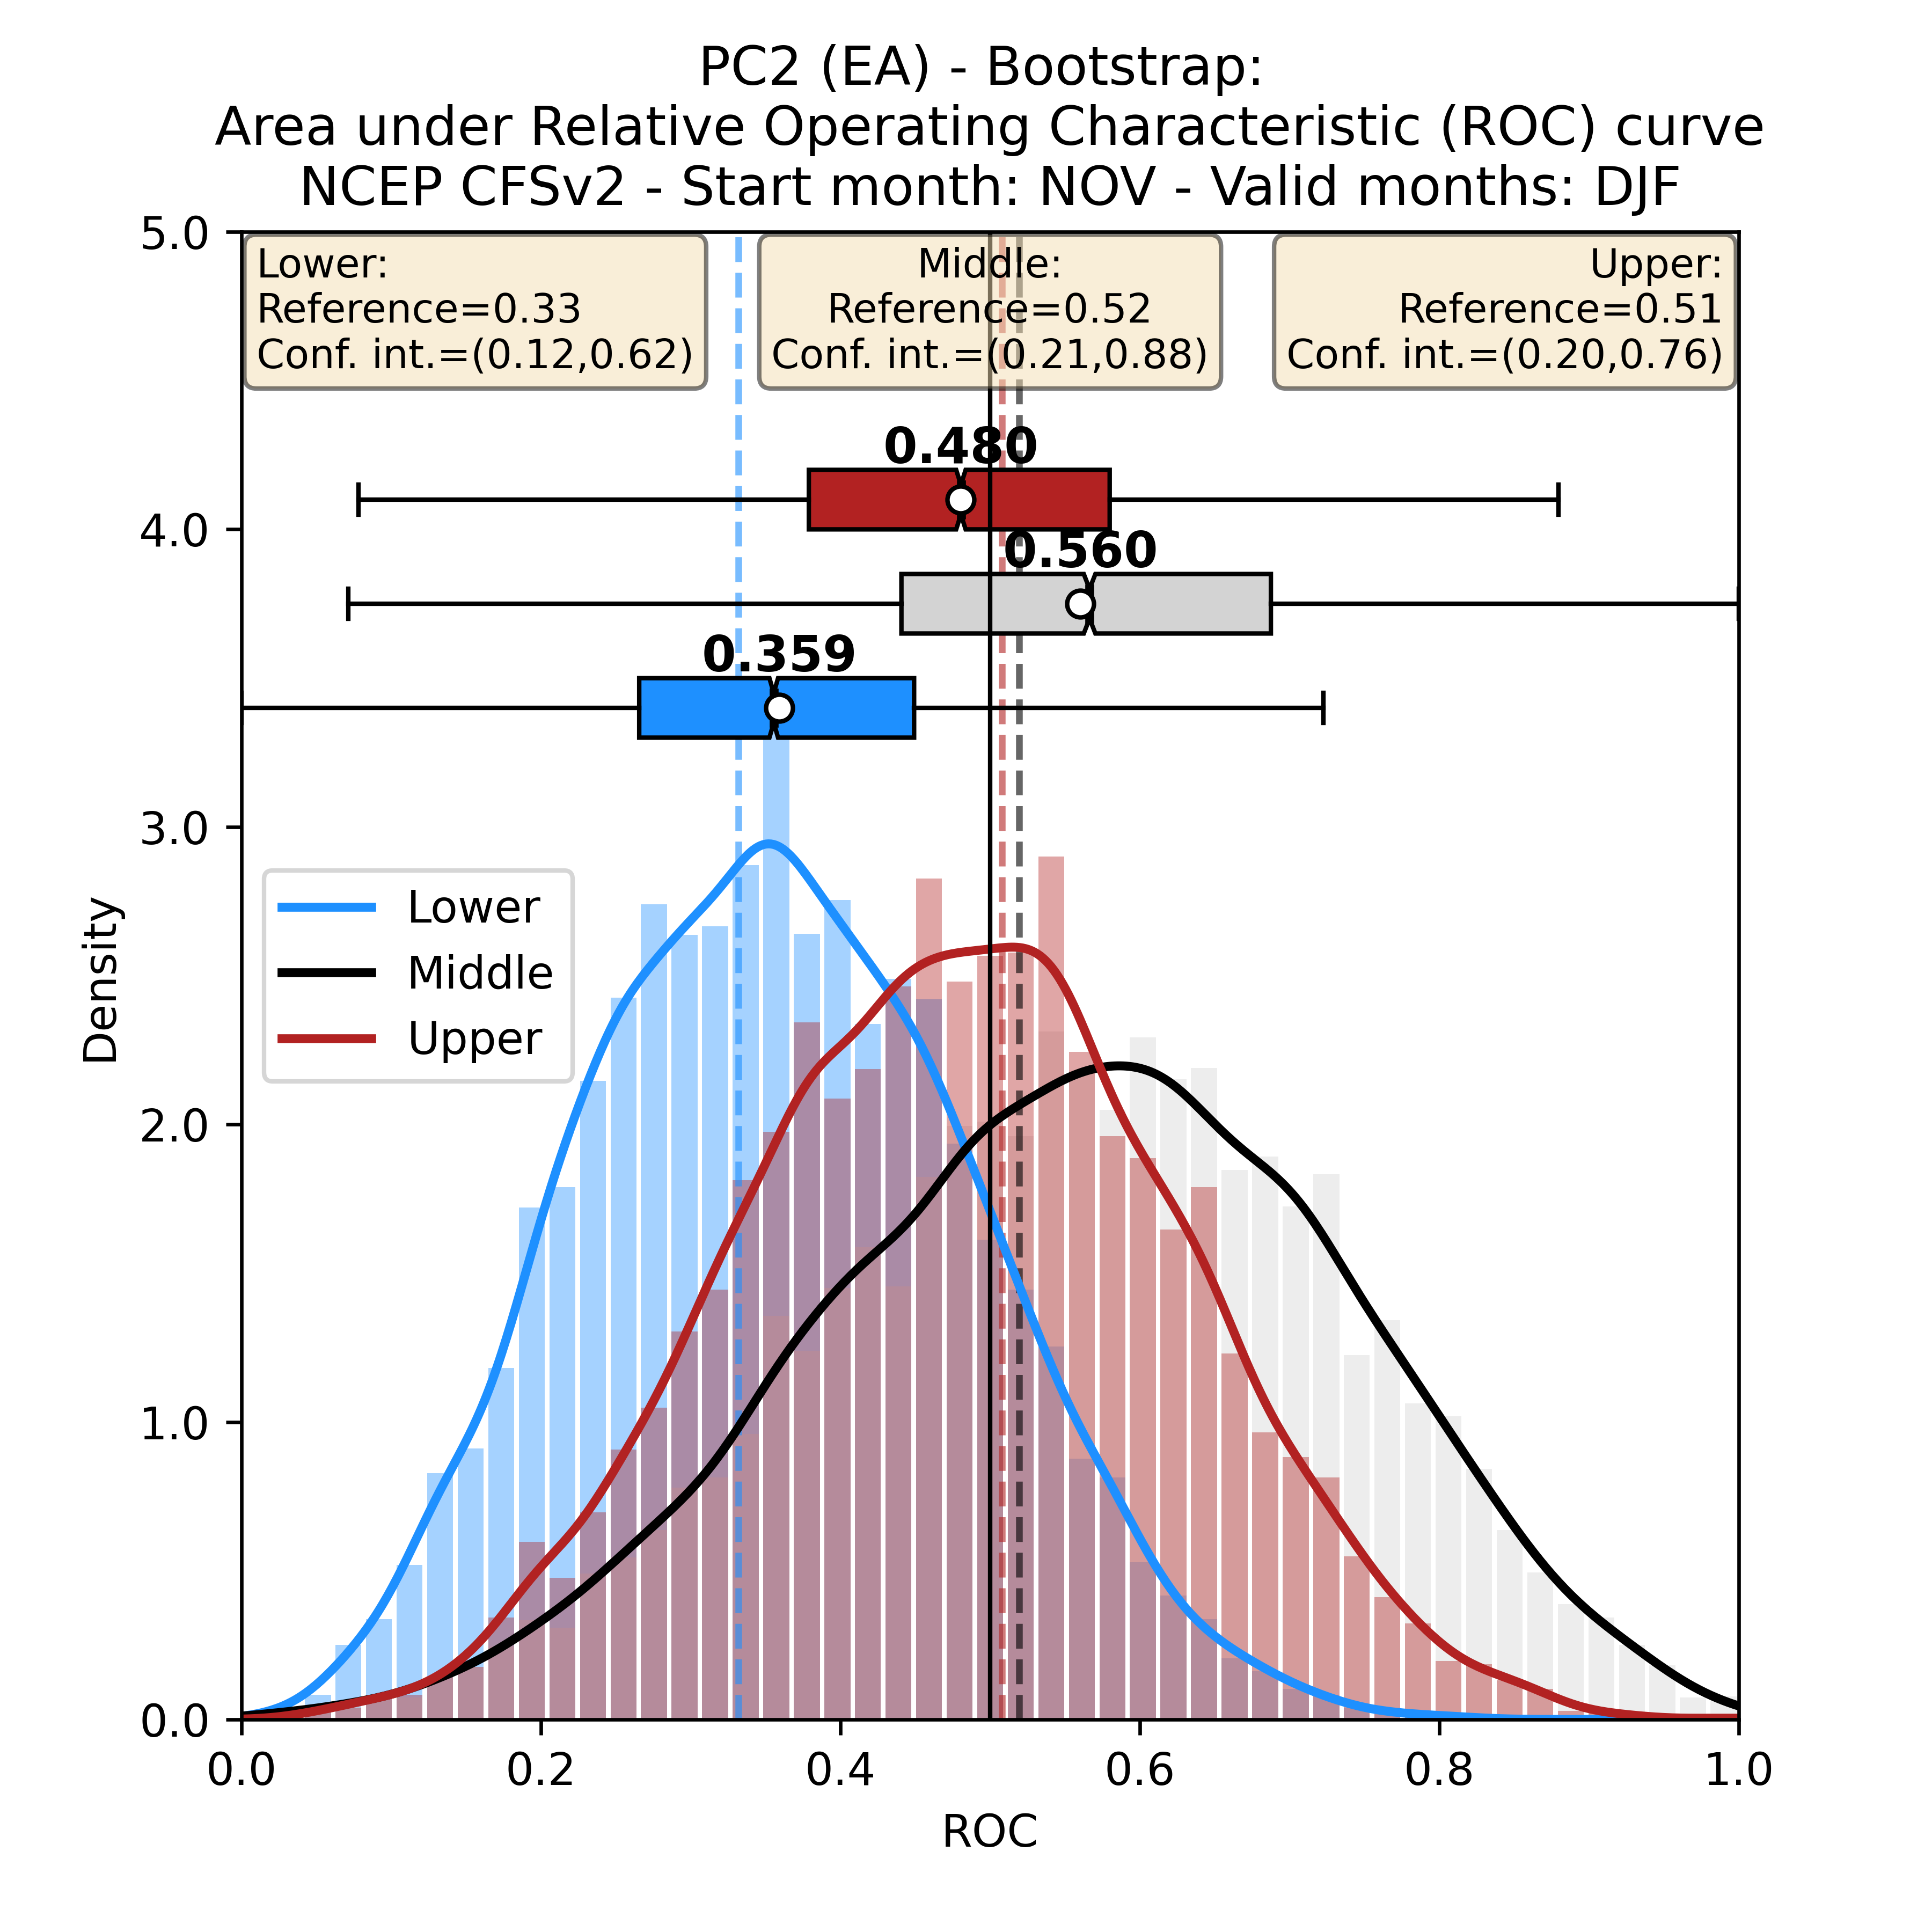 PC2 (EA) - Bootstrap:
Area under Relative Operating Characteristic (ROC) curve
NCEP CFSv2 - Start month: NOV - Valid months: DJF
5.0
Lower:
Reference=0.33
Conf. int.=(0.12,0.62)
Middle:
Reference=0.52
Conf. int.=(0.21,0.88)
Upper:
Reference=0.51
Conf. int.=(0.20,0.76)
0.480
4.0
0.560
0.359
3.0
Lower
Middle
Upper
Density
2.0
1.0
0.0
0.0 0.2 0.4 0.6 0.8 1.0
ROC